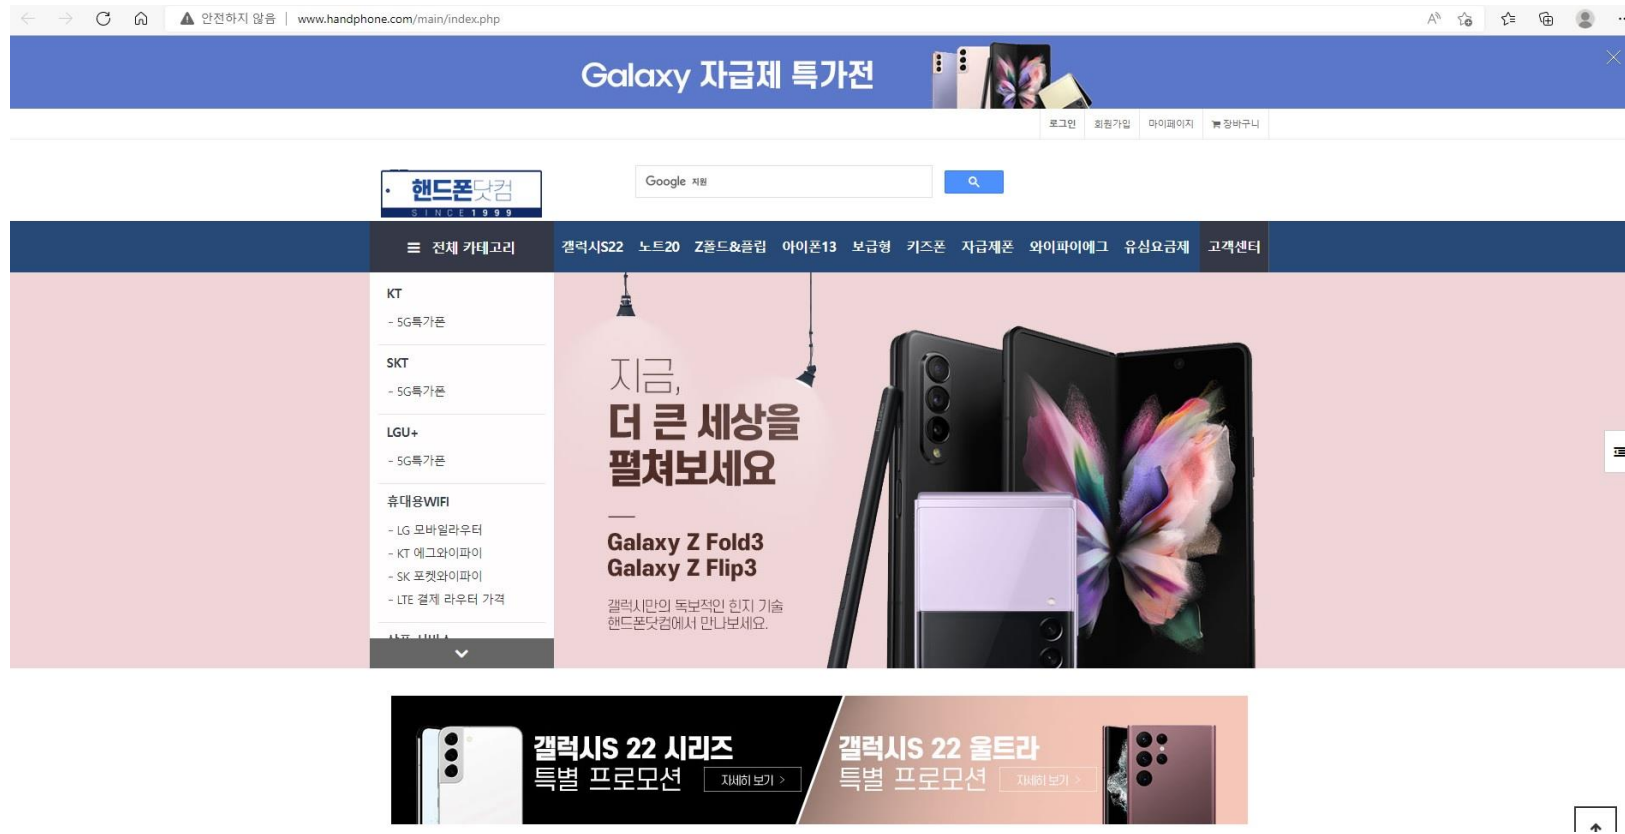 안전하지 않음 | www.handphone.com/main/index.php
Galaxy 자급제 특가전
로그인 회원가입 마이페이지 장바구니
핸드폰닷컴
SINCE1999
Google 지원
전체 카테고리 갤럭시S22 노트20 Z폴드&플립 아이폰13 보급형 키즈폰 자급제폰 와이파이에그 유심요금제 고객센터
KT
- 5G특가폰
SKT
- 5G특가폰
LGU+
- 5G특가폰
휴대용WIFI
- LG 모바일라우터
- KT 에그와이파이
- SK 포켓와이파이
- LTE 결제 라우터 가격
지금,
더 큰 세상을
펼쳐보세요
Galaxy Z Fold3
Galaxy Z Flip3
갤럭시만의 독보적인 힌지 기술
핸드폰닷컴에서 만나보세요.
갤럭시S 22 시리즈
특별 프로모션 자세히 보기 >
갤럭시S 22 울트라
특별 프로모션 자세히 보기 >